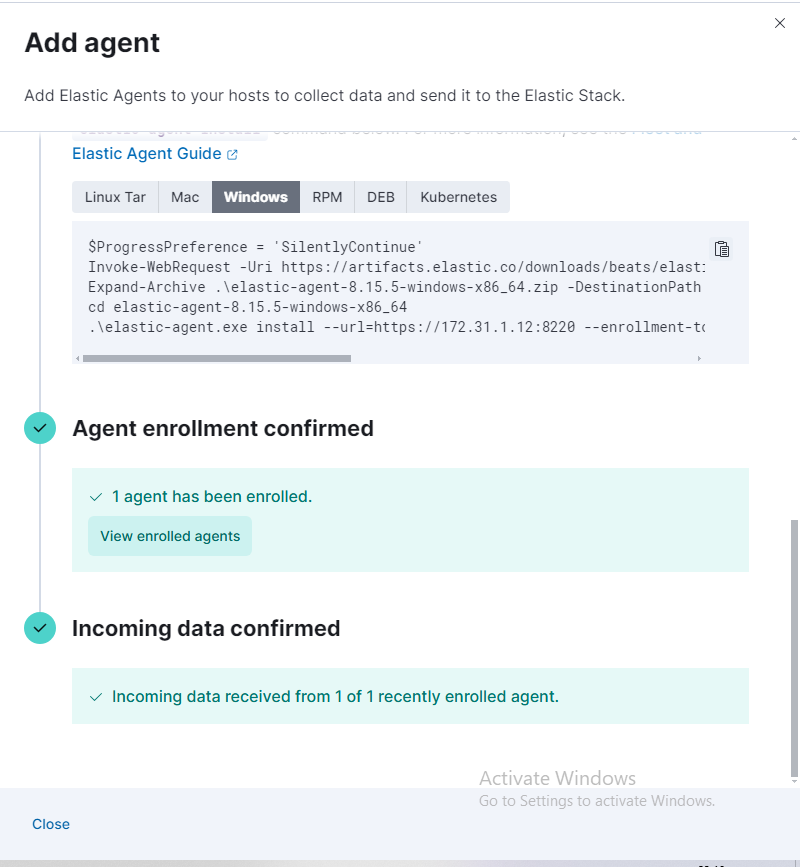 Add agent
Add Elastic Agents to your hosts to collect data and send it to the Elastic Stack.
Elastic Agent Guide
Linux Tar Mac Windows RPM DEB Kubernetes
$ProgressPreference = 'SilentlyContinue'
Invoke-WebRequest -Uri https://artifacts.elastic.co/downloads/beats/elasti
Expand-Archive .\elastic-agent-8.15.5-windows-x86_64.zip -DestinationPath
cd elastic-agent-8.15.5-windows-x86_64
.\elastic-agent.exe install --url=https://172.31.1.12:8220 --enrollment-to
Agent enrollment confirmed
1 agent has been enrolled.
View enrolled agents
Incoming data confirmed
Incoming data received from 1 of 1 recently enrolled agent.
Activate Windows
Go to Settings to activate Windows.
Close